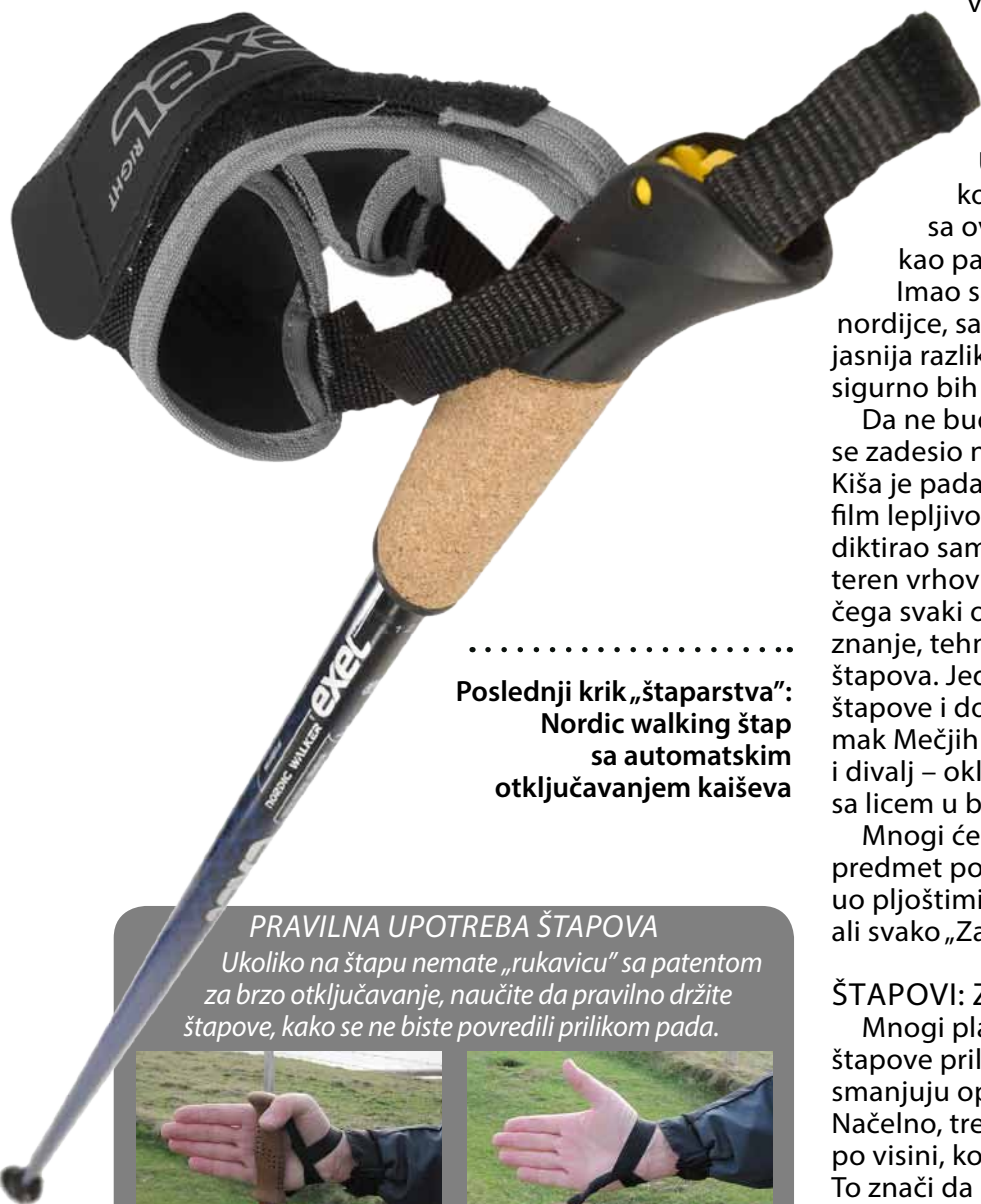 exel
RIGHT
exel
NORDIC WALKER
Poslednji krik „štaparstva”:
Nordic walking štap
sa automatskim
otključavanjem kaiševa
PRAVILNA UPOTREBA ŠTAPOVA
Ukoliko na štapu nemate „rukavicu” sa patentom
za brzo otključavanje, naučite da pravilno držite
štapove, kako se ne biste povredili prilikom pada.
v
ko
sa ov
kao pa
Imao s
nordijce, sa
jasnija razlik
sigurno bih
Da ne bud
se zadesio n
Kiša je pada
film lepljivo
diktirao sam
teren vrhov
čega svaki o
znanje, tehn
štapova. Jed
štapove i do
mak Mečjih
i divalj – okl
sa licem u b
Mnogi će
predmet po
uo pljoštimi
ali svako „Za
ŠTAPOVI: Z
Mnogi pla
štapove pril
smanjuju op
Načelno, tre
po visini, ko
To znači da